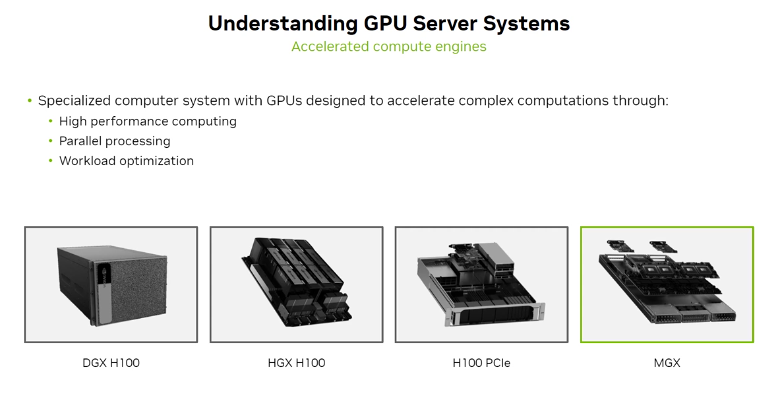 Understanding GPU Server Systems
Accelerated compute engines
• Specialized computer system with GPUs designed to accelerate complex computations through:
• High performance computing
• Parallel processing
• Workload optimization
DGX H100
HGX H100
H100 PCIe
MGX